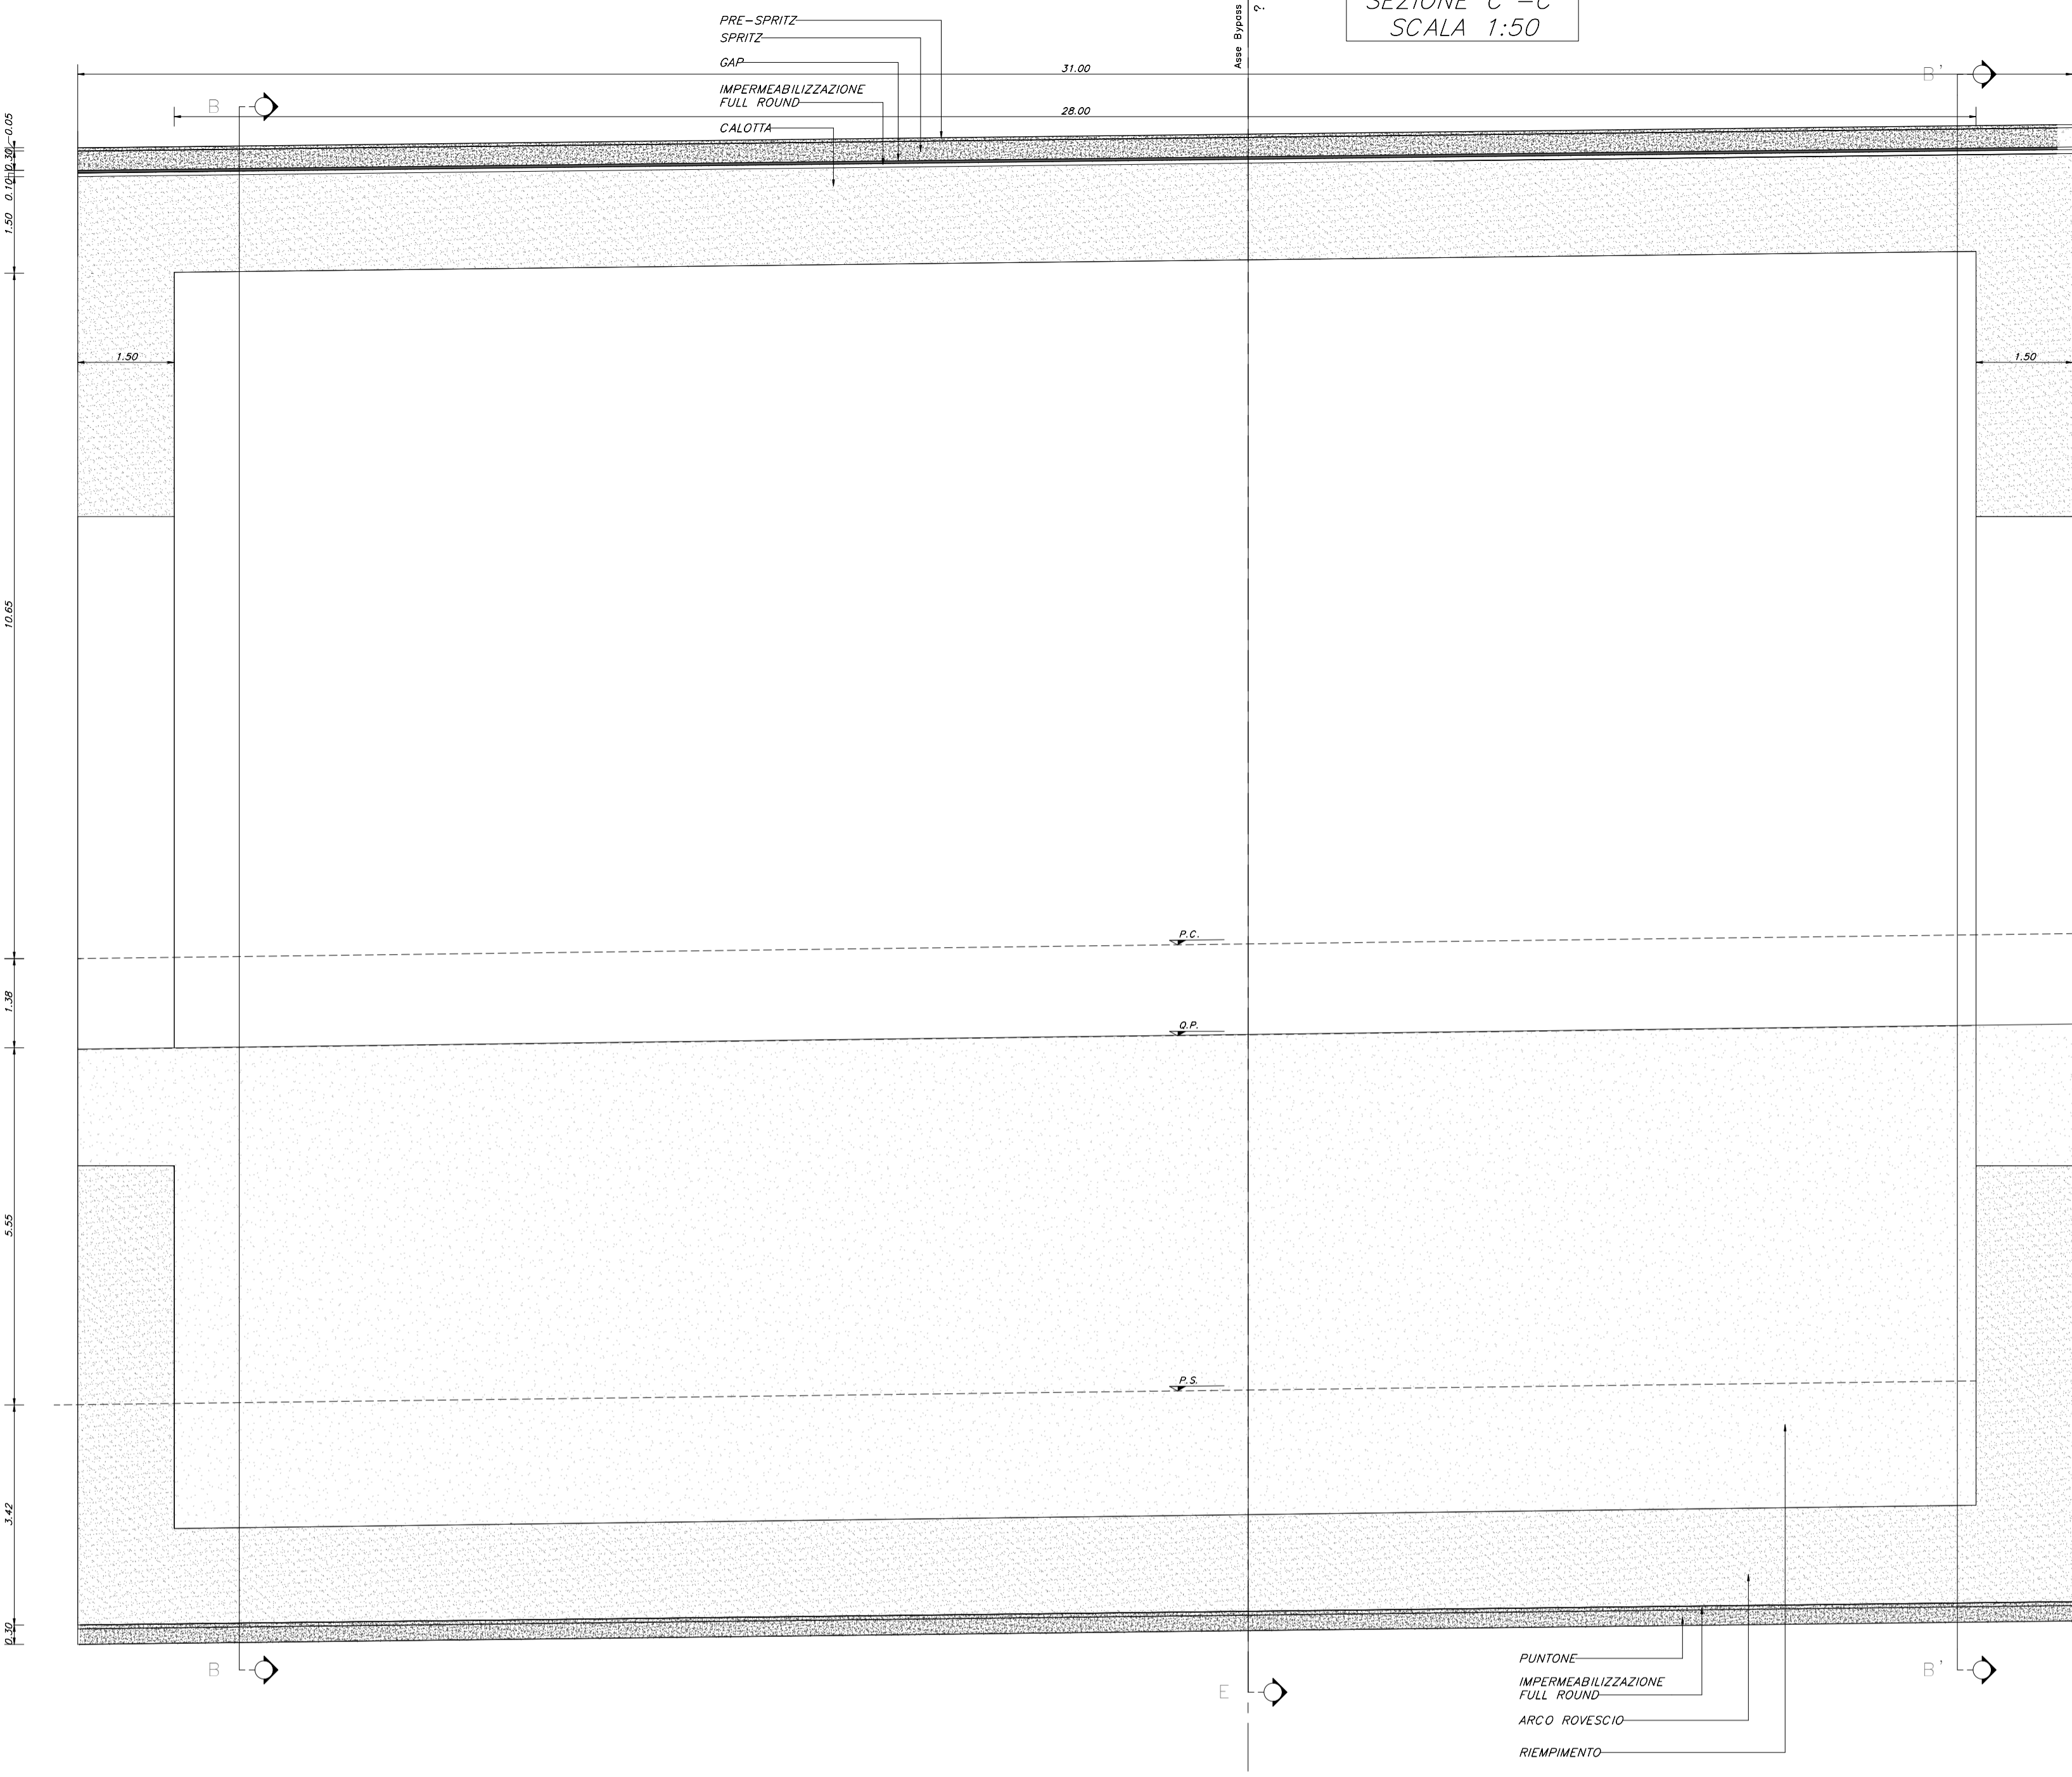 SEZIONE C -C
SCALA 1:50
PRE-SPRITZ
SPRITZ
GAP
IMPERMEABILIZZAZIONE
FULL ROUND
CALOTTA
Asse Bypass
?.
31.00
28.00
B
B'
0.05
0.30
0.10
1.50
1.50
1.50
10.65
P.C.
1.38
Q.P.
5.55
P.S.
3.42
0.30
B
E
B'
PUNTONE
IMPERMEABILIZZAZIONE
FULL ROUND
ARCO ROVESCIO
RIEMPIMENTO